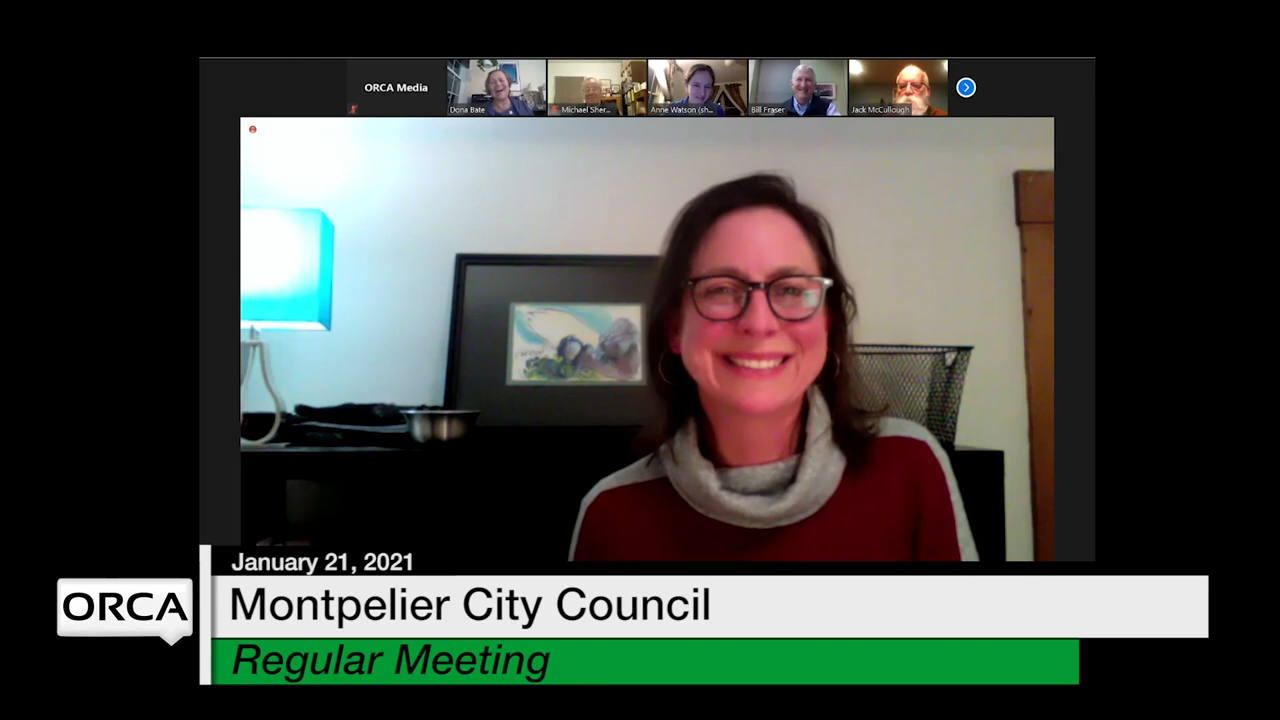 ORCA Media
Dona Bate
Michael Sher...
Anne Watson (sh...
Bill Fraser
Jack McCullough
January 21, 2021
ORCA
Montpelier City Council
Regular Meeting